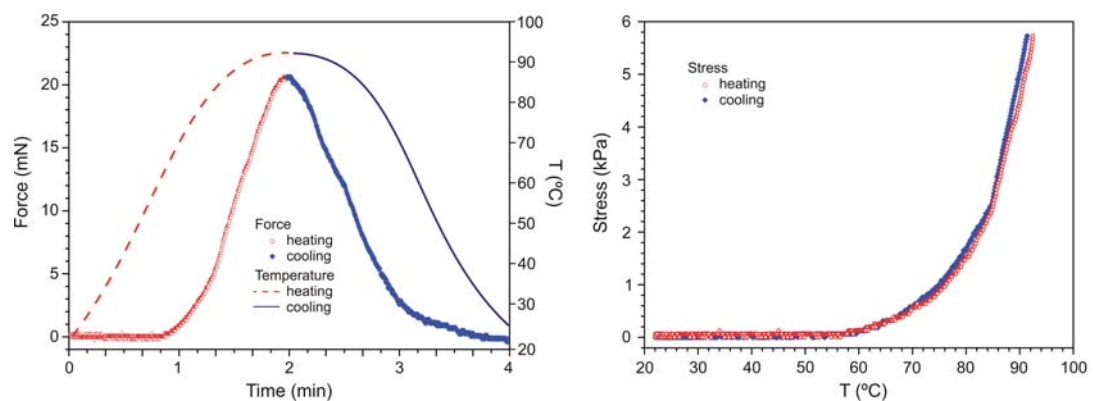 25
20
15
10
5
0
Force (mN)
0
1
2
3
4
Time (min)
100
90
80
70
60
50
40
30
20
T (ºC)
Force
heating
cooling
Temperature
heating
cooling
6
5
4
3
2
1
0
Stress (kPa)
20
30
40
50
60
70
80
90
100
T (ºC)
Stress
heating
cooling